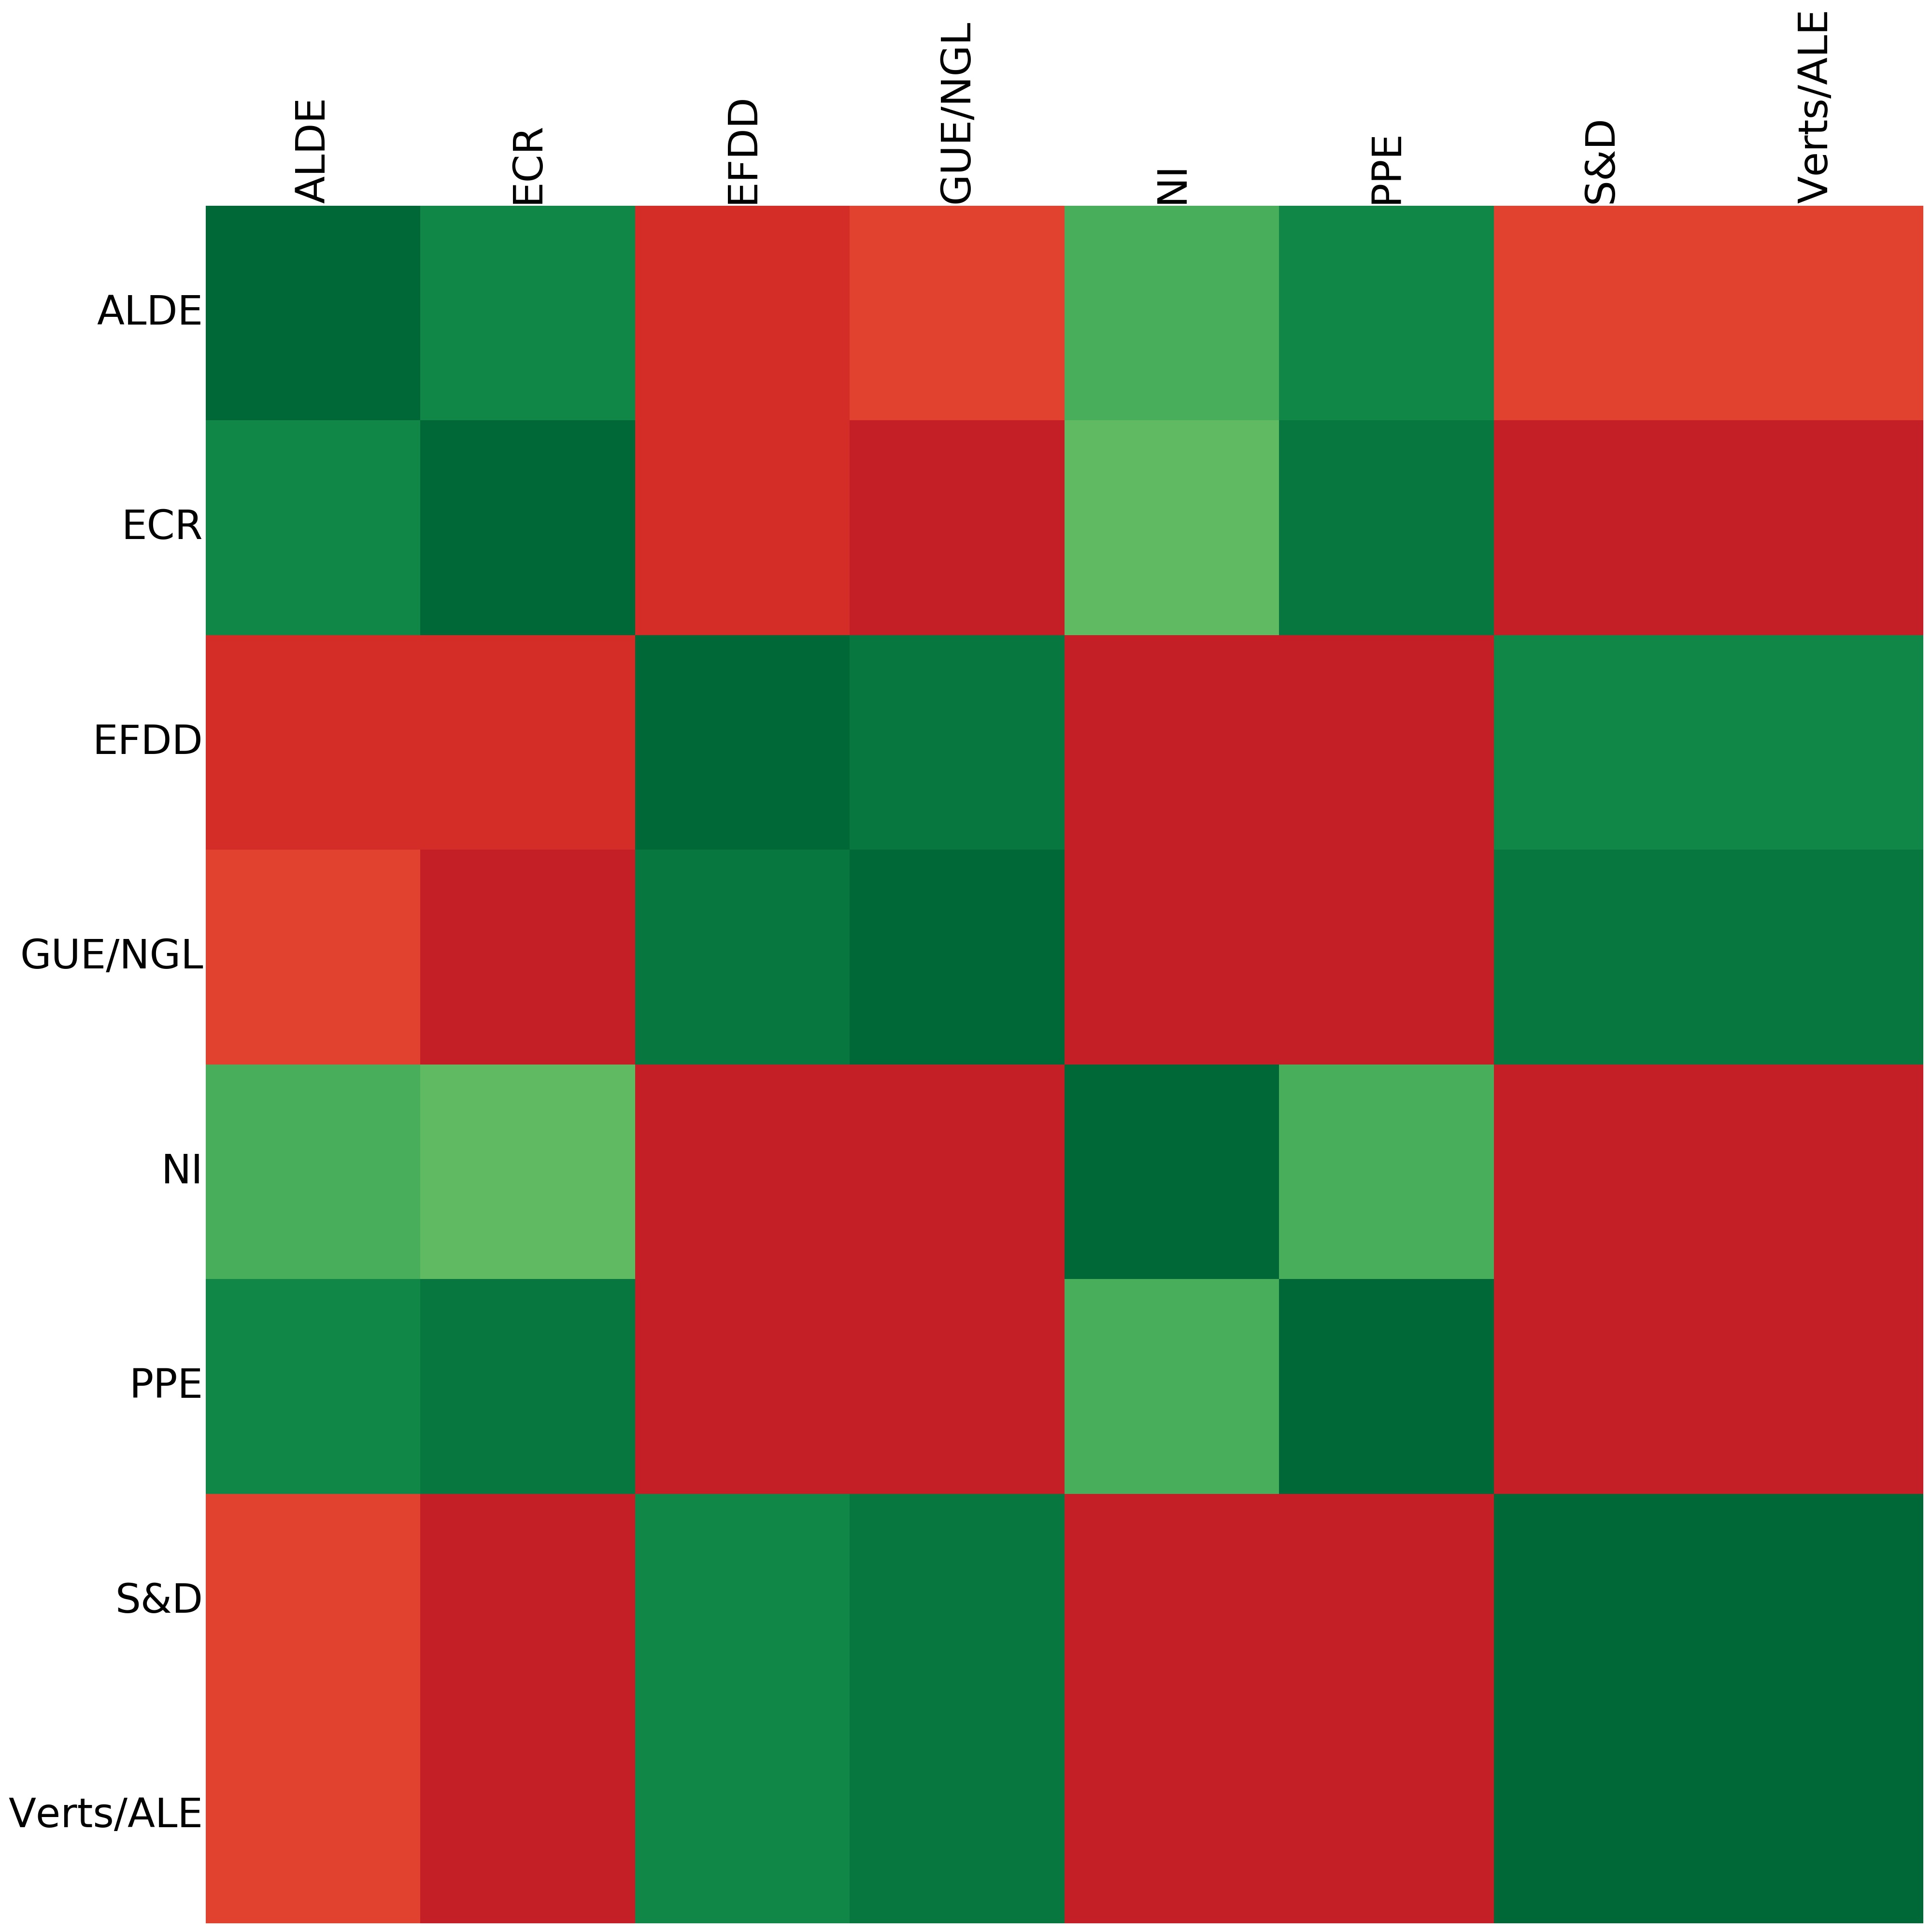 ALDE
ECR
EFDD
GUE/NGL
NI
PPE
S&D
Verts/ALE
ALDE
ECR
EFDD
GUE/NGL
NI
PPE
S&D
Verts/ALE